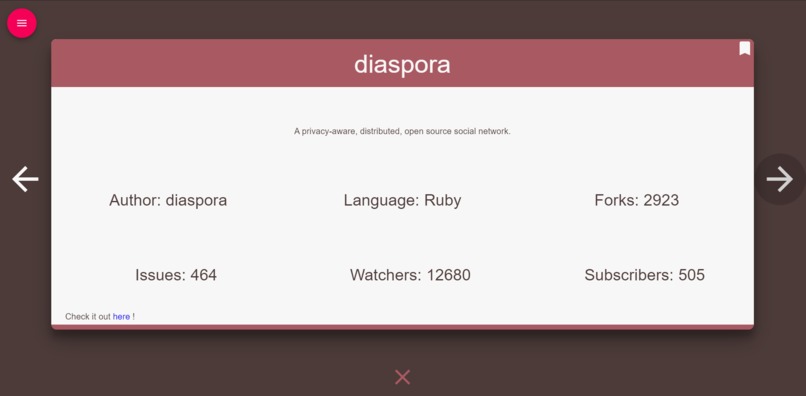 diaspora
A privacy-aware, distributed, open source social network.
Author: diaspora
Language: Ruby
Forks: 2923
Issues: 464
Watchers: 12680
Subscribers: 505
Check it out here !